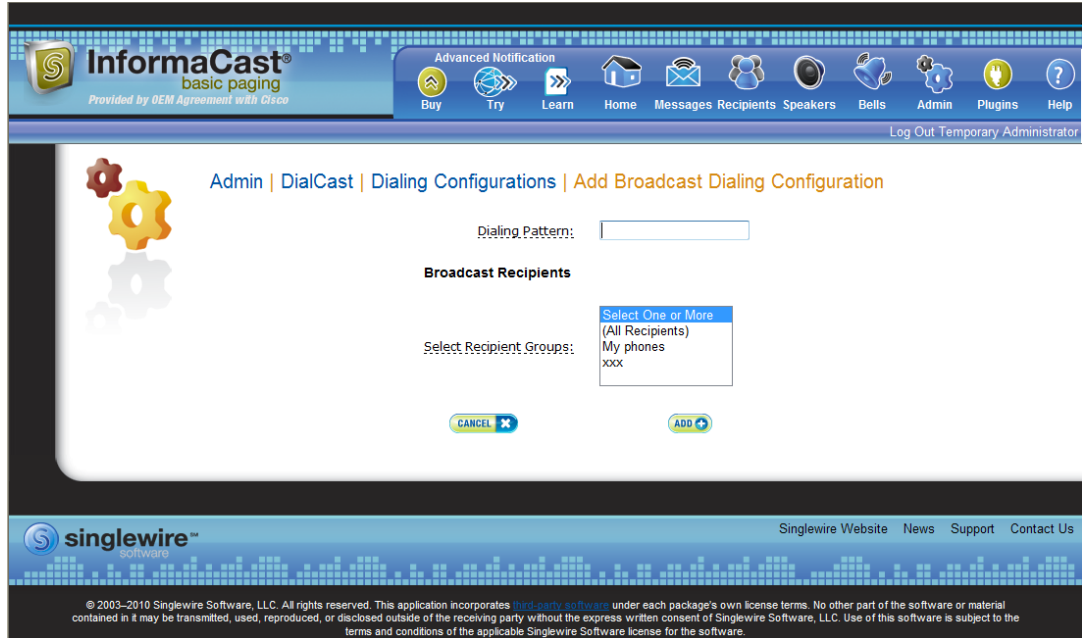 InformaCast®
basic paging
Provided by OEM Agreement with Cisco
Advanced Notification
Buy Try Learn Home Messages Recipients Speakers Bells Admin Plugins Help
Log Out Temporary Administrator
Admin | DialCast | Dialing Configurations | Add Broadcast Dialing Configuration
Dialing Pattern:
Broadcast Recipients
Select Recipient Groups:
Select One or More
(All Recipients)
My phones
xxx
CANCEL
ADD
singlewire℠
software
Singlewire Website News Support Contact Us
© 2003–2010 Singlewire Software, LLC. All rights reserved. This application incorporates third-party software under each package's own license terms. No other part of the software or material
contained in it may be transmitted, used, reproduced, or disclosed outside of the receiving party without the express written consent of Singlewire Software, LLC. Use of this software is subject to the
terms and conditions of the applicable Singlewire Software license for the software.